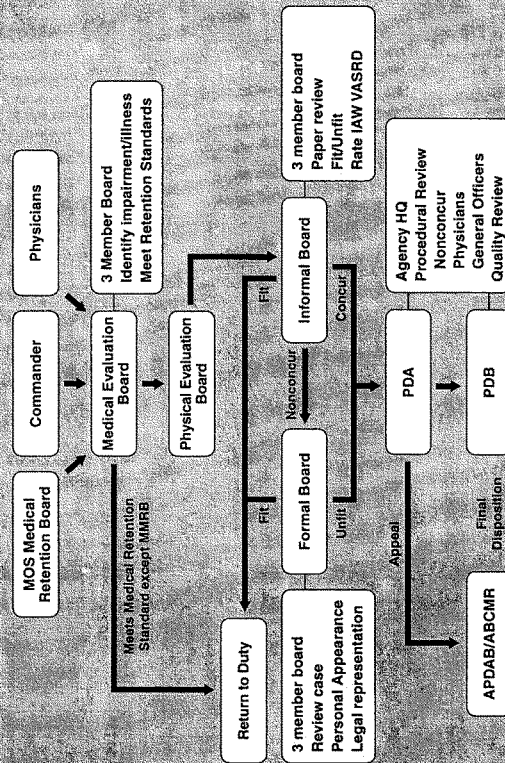 MOS Medical
Retention Board
Commander
Physicians
Medical Evaluation
Board
3 Member Board
Identify impairment/illness
Meet Retention Standards
Meets Medical Retention
Standard except MMRB
Physical Evaluation
Board
Return to Duty
Fit
Fit
3 member board
Review case
Personal Appearance
Legal representation
Formal Board
Nonconcur
Informal Board
3 member board
Paper review
Fit/Unfit
Rate IAW VASRD
Unfit
Concur
Appeal
PDA
Agency HQ
Procedural Review
Nonconcur
Physicians
General Officers
Quality Review
APDAB/ABCMR
Final
Disposition
PDB